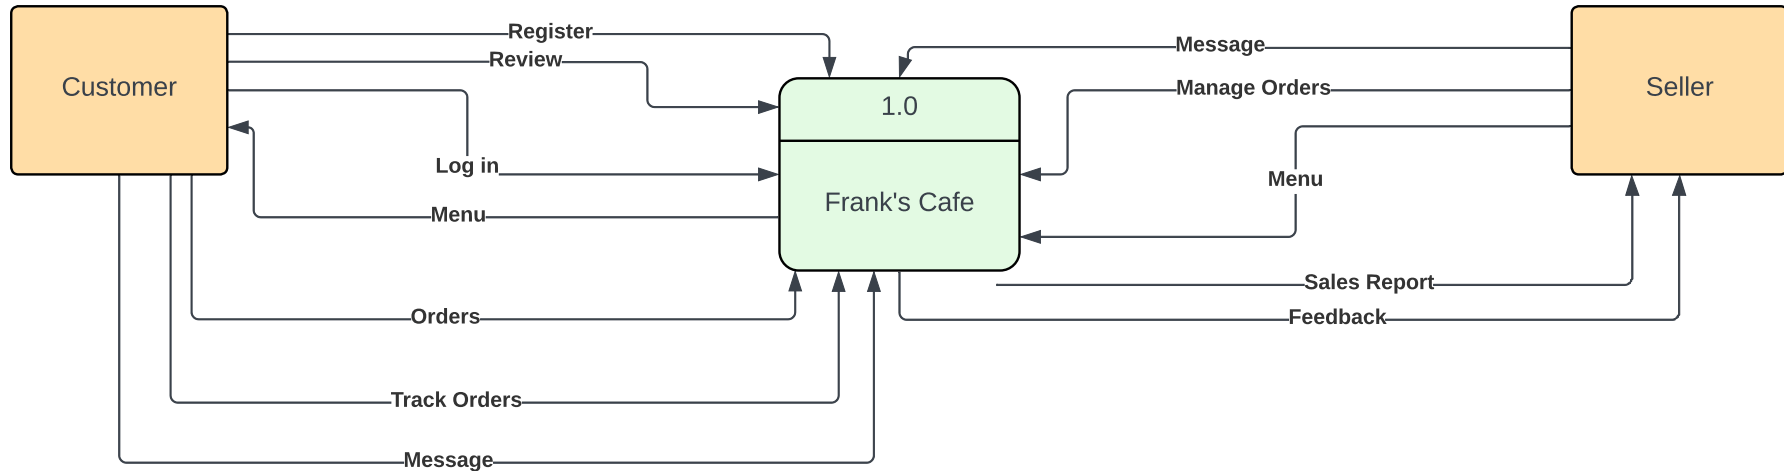 Register
Message
Review
Customer
Seller
Manage Orders
1.0
Log in
Menu
Frank's Cafe
Menu
Sales Report
Orders
Feedback
Track Orders
Message